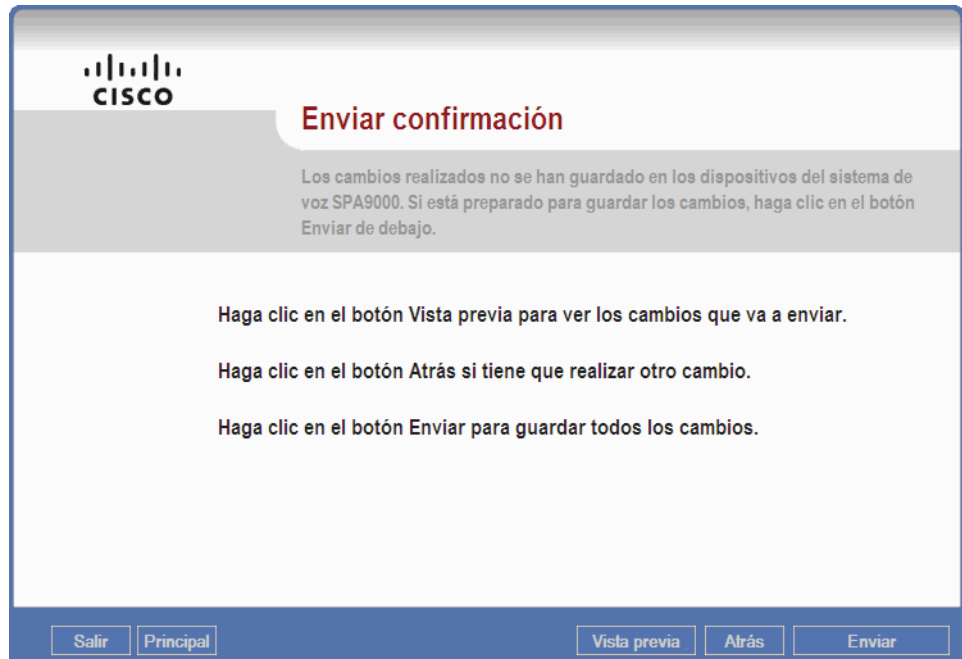 CISCO
Enviar confirmación
Los cambios realizados no se han guardado en los dispositivos del sistema de
voz SPA9000. Si está preparado para guardar los cambios, haga clic en el botón
Enviar de debajo.
Haga clic en el botón Vista previa para ver los cambios que va a enviar.
Haga clic en el botón Atrás si tiene que realizar otro cambio.
Haga clic en el botón Enviar para guardar todos los cambios.
Salir Principal Vista previa Atrás Enviar